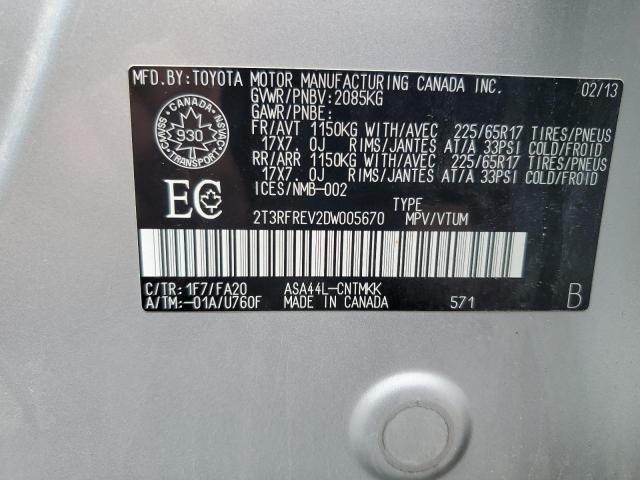 MFD.BY:TOYOTA MOTOR MANUFACTURING CANADA INC. 02/13
GVWR/PNBV:2085KG
GAWR/PNBE:
FR/AVT 1150KG WITH/AVEC 225/65R17 TIRES/PNEUS
17X7.0J RIMS/JANTES AT/A 33PSI COLD/FROID
RR/ARR 1150KG WITH/AVEC 225/65R17 TIRES/PNEUS
17X7.0J RIMS/JANTES AT/A 33PSI COLD/FROID
ICES/NMB-002
CANADA
CMVSS
NSVAC
930
TRANSPORT
EC
TYPE
2T3RFREV2DW005670 MPV/VTUM
C/TR:1F7/FA20 ASA44L-CNTMKK
A/TM:-01A/U760F MADE IN CANADA 571 B